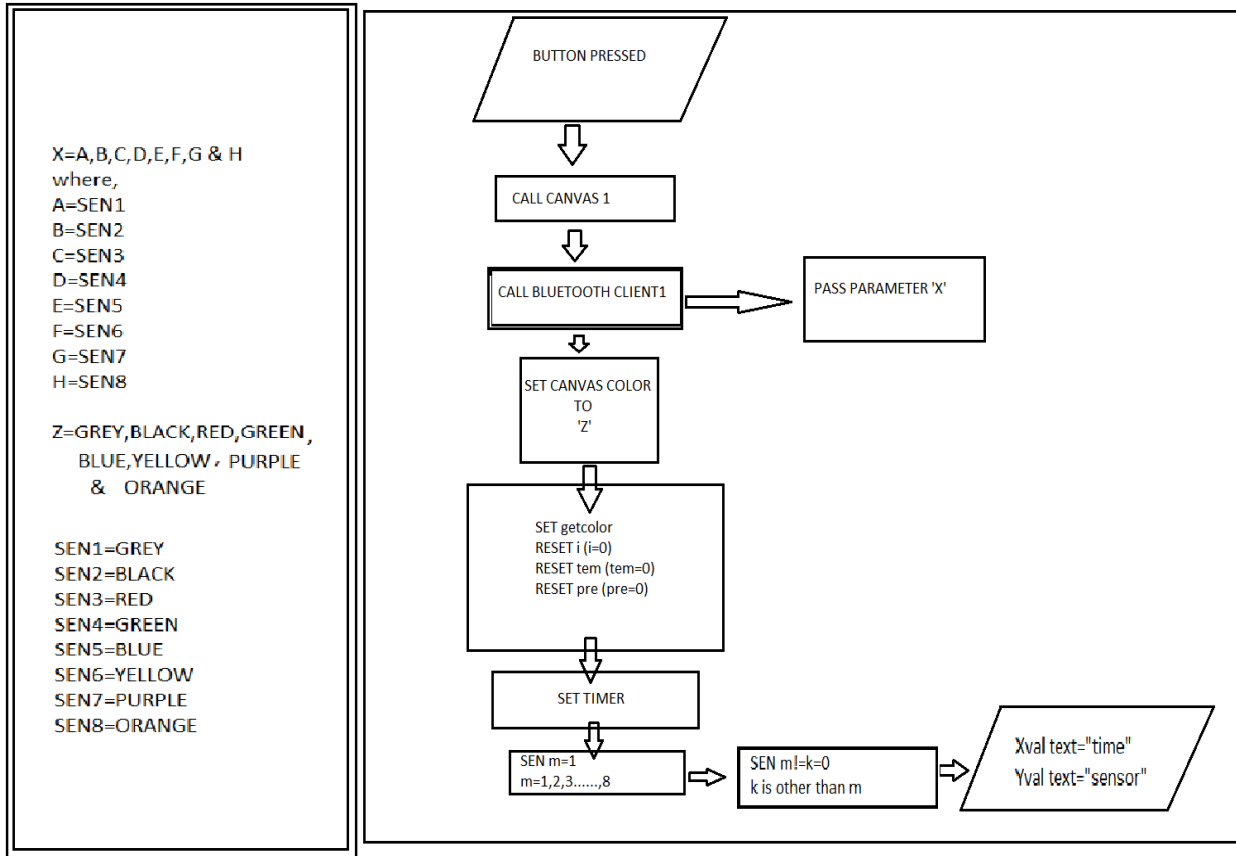 X=A,B,C,D,E,F,G & H
where,
A=SEN1
B=SEN2
C=SEN3
D=SEN4
E=SEN5
F=SEN6
G=SEN7
H=SEN8
Z=GREY,BLACK,RED,GREEN,
BLUE,YELLOW, PURPLE
& ORANGE
SEN1=GREY
SEN2=BLACK
SEN3=RED
SEN4=GREEN
SEN5=BLUE
SEN6=YELLOW
SEN7=PURPLE
SEN8=ORANGE
BUTTON PRESSED
CALL CANVAS 1
CALL BLUETOOTH CLIENT1
PASS PARAMETER 'X'
SET CANVAS COLOR
TO
'Z'
SET getcolor
RESET i (i=0)
RESET tem (tem=0)
RESET pre (pre=0)
SET TIMER
SEN m=1
m=1,2,3......,8
SEN m!=k=0
k is other than m
Xval text="time"
Yval text="sensor"